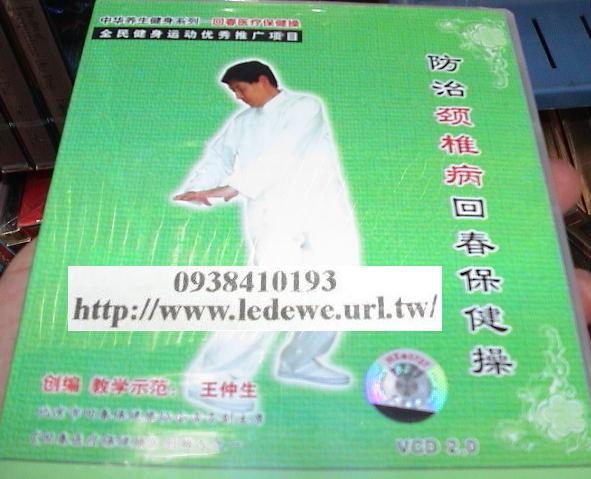 中华养生健身系列—回春医疗保健操
全民健身运动优秀推广项目
防治颈椎病回春保健操
0938410193
http://www.ledewe.url.tw/
创编 教学示范： 王仲生
VCD 2.0